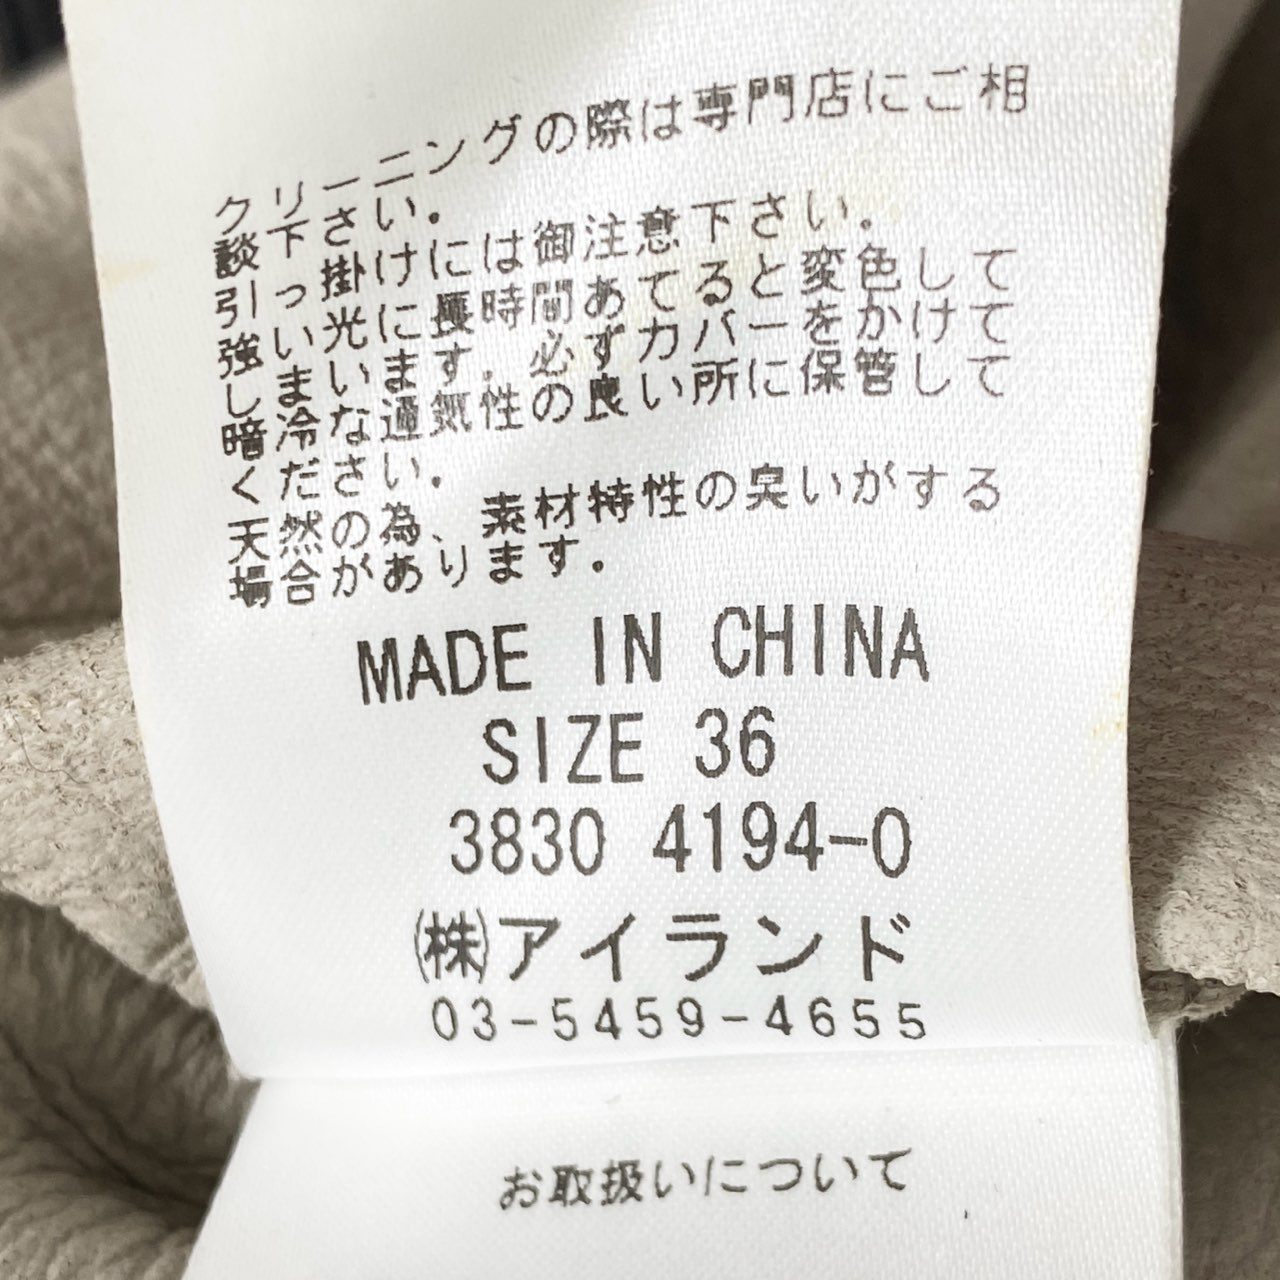 クリーニングの際は専門店にご相
談下さい。
引っ掛けには御注意下さい。
強い光に長時間あてると変色して
しまいます。必ずカバーをかけて
暗冷な通気性の良い所に保管して
ください。
天然の為、素材特性の臭いがする
場合があります。
MADE IN CHINA
SIZE 36
3830 4194-0
㈱アイランド
03-5459-4655
お取扱いについて